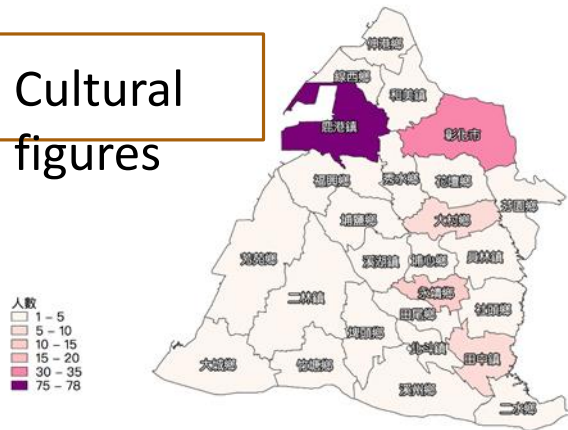 Cultural
figures
伸港鄉
線西鄉
和美鎮
鹿港鎮
彰化市
福興鄉
秀水鄉
花壇鄉
芬園鄉
埔鹽鄉
大村鄉
芳苑鄉
溪湖鎮
埔心鄉
員林鎮
二林鎮
永靖鄉
田尾鄉
社頭鄉
埤頭鄉
北斗鎮
田中鎮
大城鄉
竹塘鄉
溪州鄉
二水鄉
人數
1 – 5
5 – 10
10 – 15
15 – 20
30 – 35
75 – 78